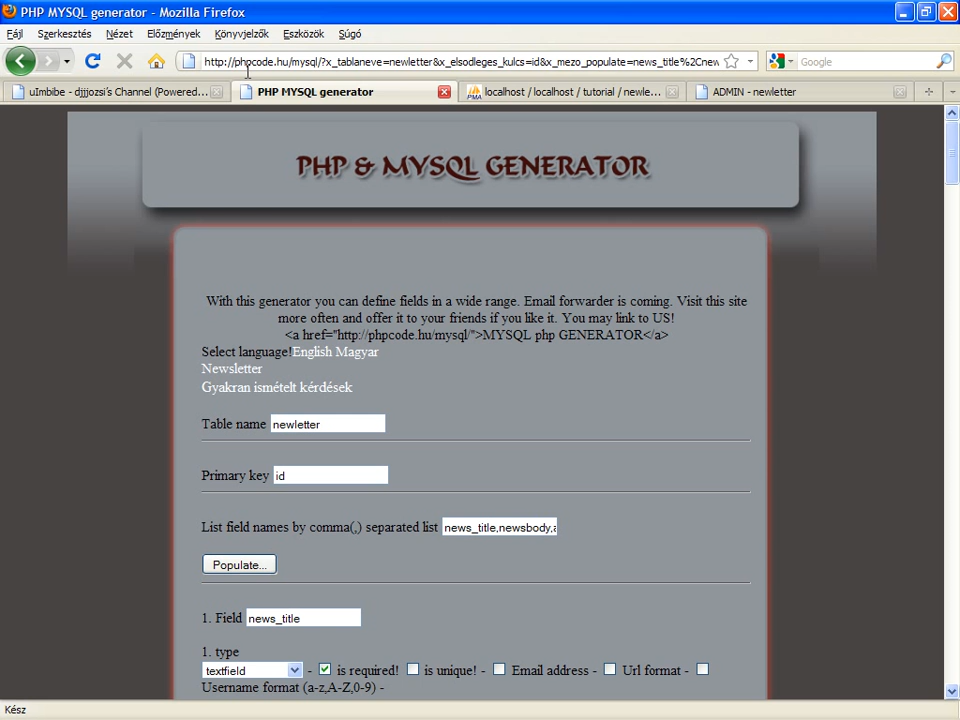 PHP MYSQL generator - Mozilla Firefox
Fájl Szerkesztés Nézet Előzmények Könyvjelzők Eszközök Súgó
http://phpcode.hu/mysql/?x_tablaneve=newletter&x_elsodleges_kulcs=id&x_mezo_populate=news_title%2Cnew
Google
uImbibe - djjjozsi's Channel (Powered...
PHP MYSQL generator
localhost / localhost / tutorial / newle...
ADMIN - newletter
PHP & MYSQL GENERATOR
With this generator you can define fields in a wide range. Email forwarder is coming. Visit this site
more often and offer it to your friends if you like it. You may link to US!
<a href="http://phpcode.hu/mysql/">MYSQL php GENERATOR</a>
Select language!English Magyar
Newsletter
Gyakran ismételt kérdések
Table name newletter
Primary key id
List field names by comma(,) separated list news_title,newsbody,a
Populate...
1. Field news_title
1. type
textfield - is required! is unique! - Email address - Url format -
Username format (a-z,A-Z,0-9) -
Kész